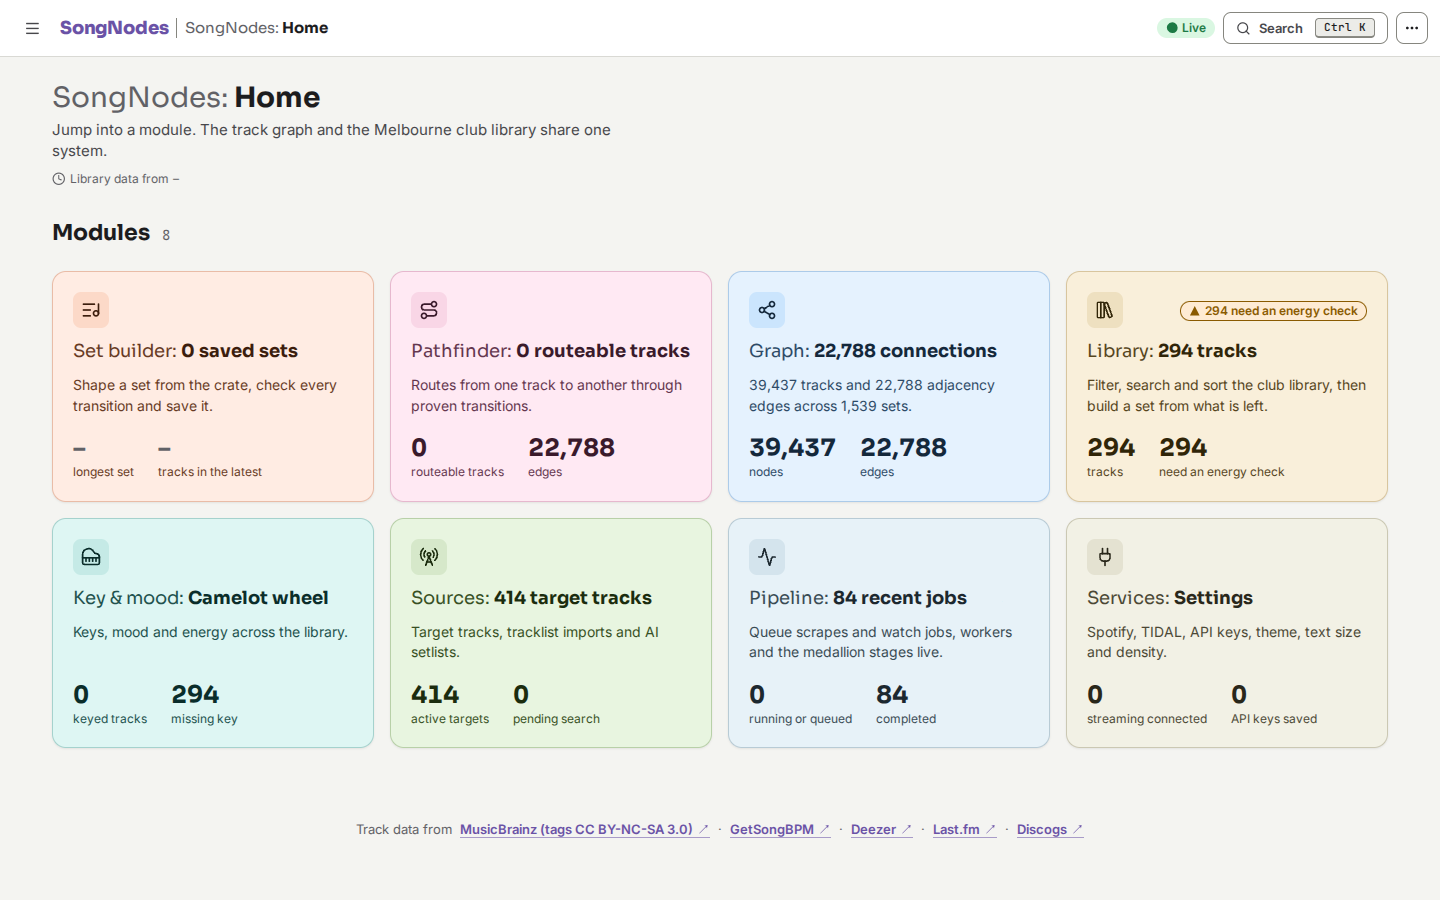 SongNodes
SongNodes: Home
Live
Search
Ctrl K
SongNodes: Home
Jump into a module. The track graph and the Melbourne club library share one
system.
Library data from –
Modules 8
Set builder: 0 saved sets
Shape a set from the crate, check every
transition and save it.
–
longest set
–
tracks in the latest
Pathfinder: 0 routeable tracks
Routes from one track to another through
proven transitions.
0
routeable tracks
22,788
edges
Graph: 22,788 connections
39,437 tracks and 22,788 adjacency
edges across 1,539 sets.
39,437
nodes
22,788
edges
294 need an energy check
Library: 294 tracks
Filter, search and sort the club library, then
build a set from what is left.
294
tracks
294
need an energy check
Key & mood: Camelot wheel
Keys, mood and energy across the library.
0
keyed tracks
294
missing key
Sources: 414 target tracks
Target tracks, tracklist imports and AI
setlists.
414
active targets
0
pending search
Pipeline: 84 recent jobs
Queue scrapes and watch jobs, workers
and the medallion stages live.
0
running or queued
84
completed
Services: Settings
Spotify, TIDAL, API keys, theme, text size
and density.
0
streaming connected
0
API keys saved
Track data from MusicBrainz (tags CC BY-NC-SA 3.0) ↗ · GetSongBPM ↗ · Deezer ↗ · Last.fm ↗ · Discogs ↗